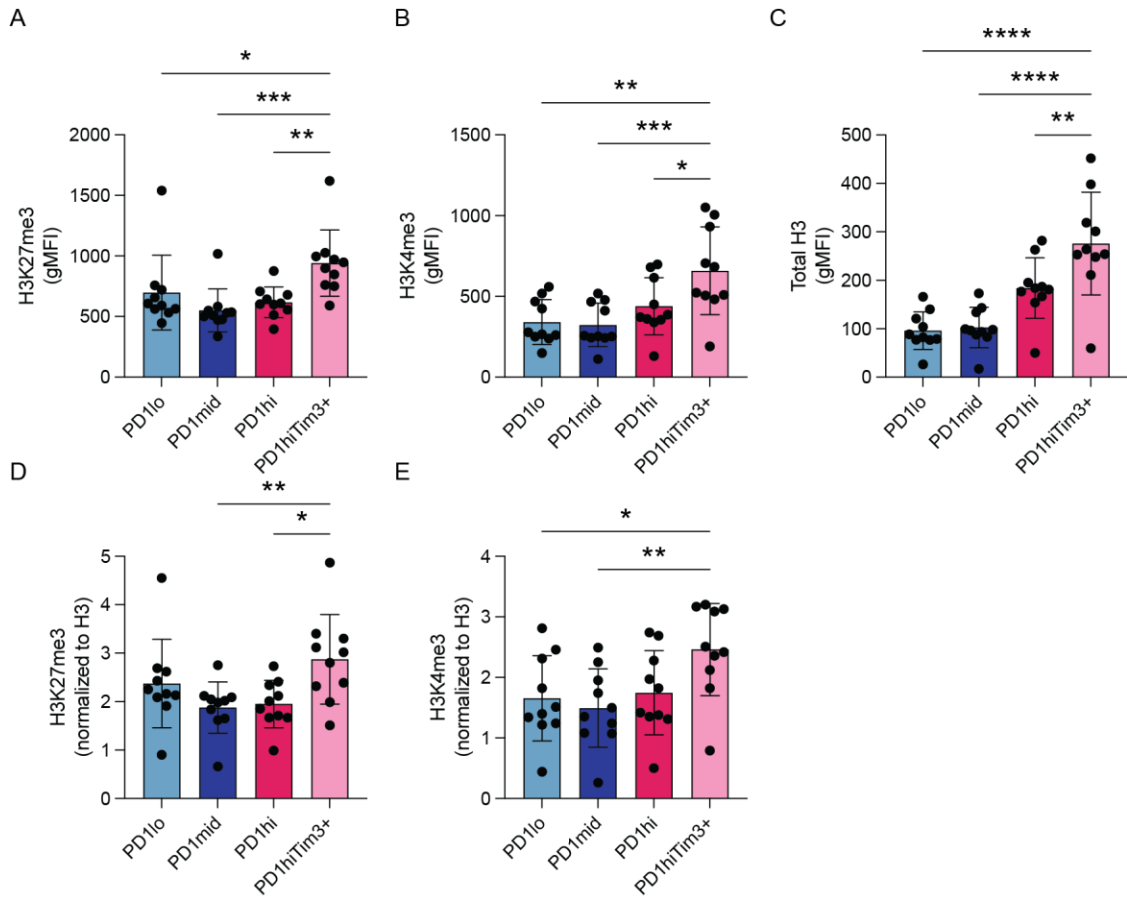 A
B
C
*
***
**
H3K27me3
(gMFI)
2000
1500
1000
500
0
PD1lo
PD1mid
PD1hi
PD1hiTim3+
**
***
*
H3K4me3
(gMFI)
1500
1000
500
0
PD1lo
PD1mid
PD1hi
PD1hiTim3+
****
****
**
Total H3
(gMFI)
500
400
300
200
100
0
PD1lo
PD1mid
PD1hi
PD1hiTim3+
D
E
**
*
H3K27me3
(normalized to H3)
5
4
3
2
1
0
PD1lo
PD1mid
PD1hi
PD1hiTim3+
*
**
H3K4me3
(normalized to H3)
4
3
2
1
0
PD1lo
PD1mid
PD1hi
PD1hiTim3+